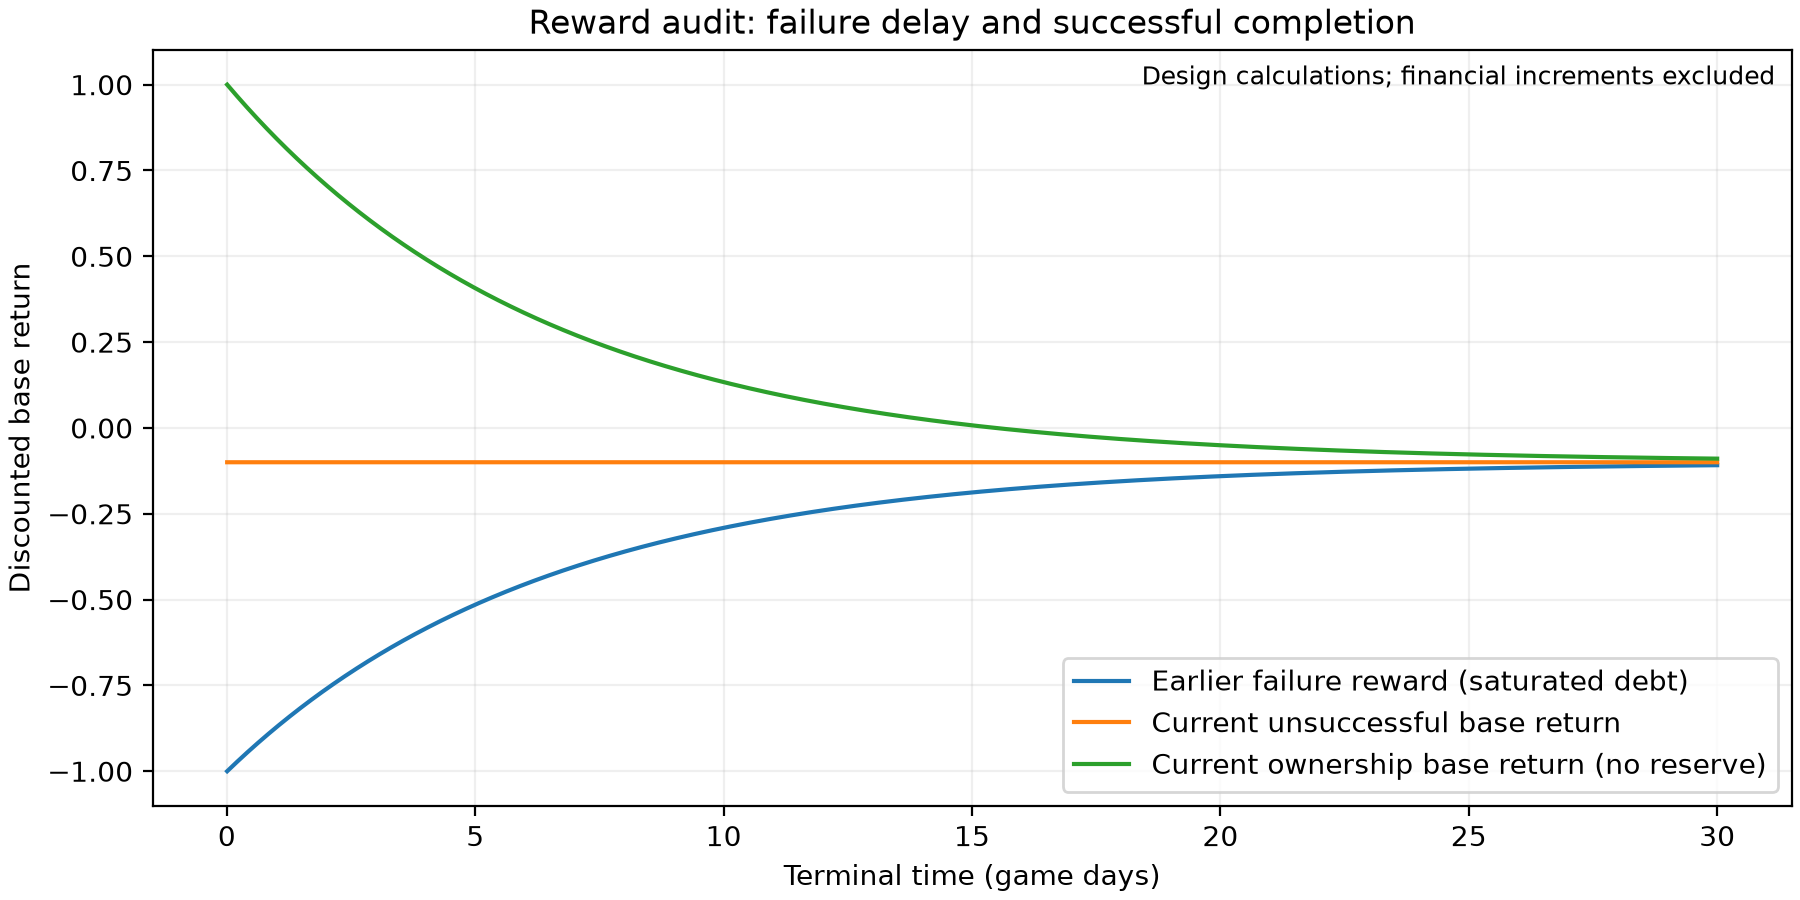 Reward audit: failure delay and successful completion
Design calculations; financial increments excluded
Discounted base return
1.00
0.75
0.50
0.25
0.00
−0.25
−0.50
−0.75
−1.00
Earlier failure reward (saturated debt)
Current unsuccessful base return
Current ownership base return (no reserve)
0 5 10 15 20 25 30
Terminal time (game days)